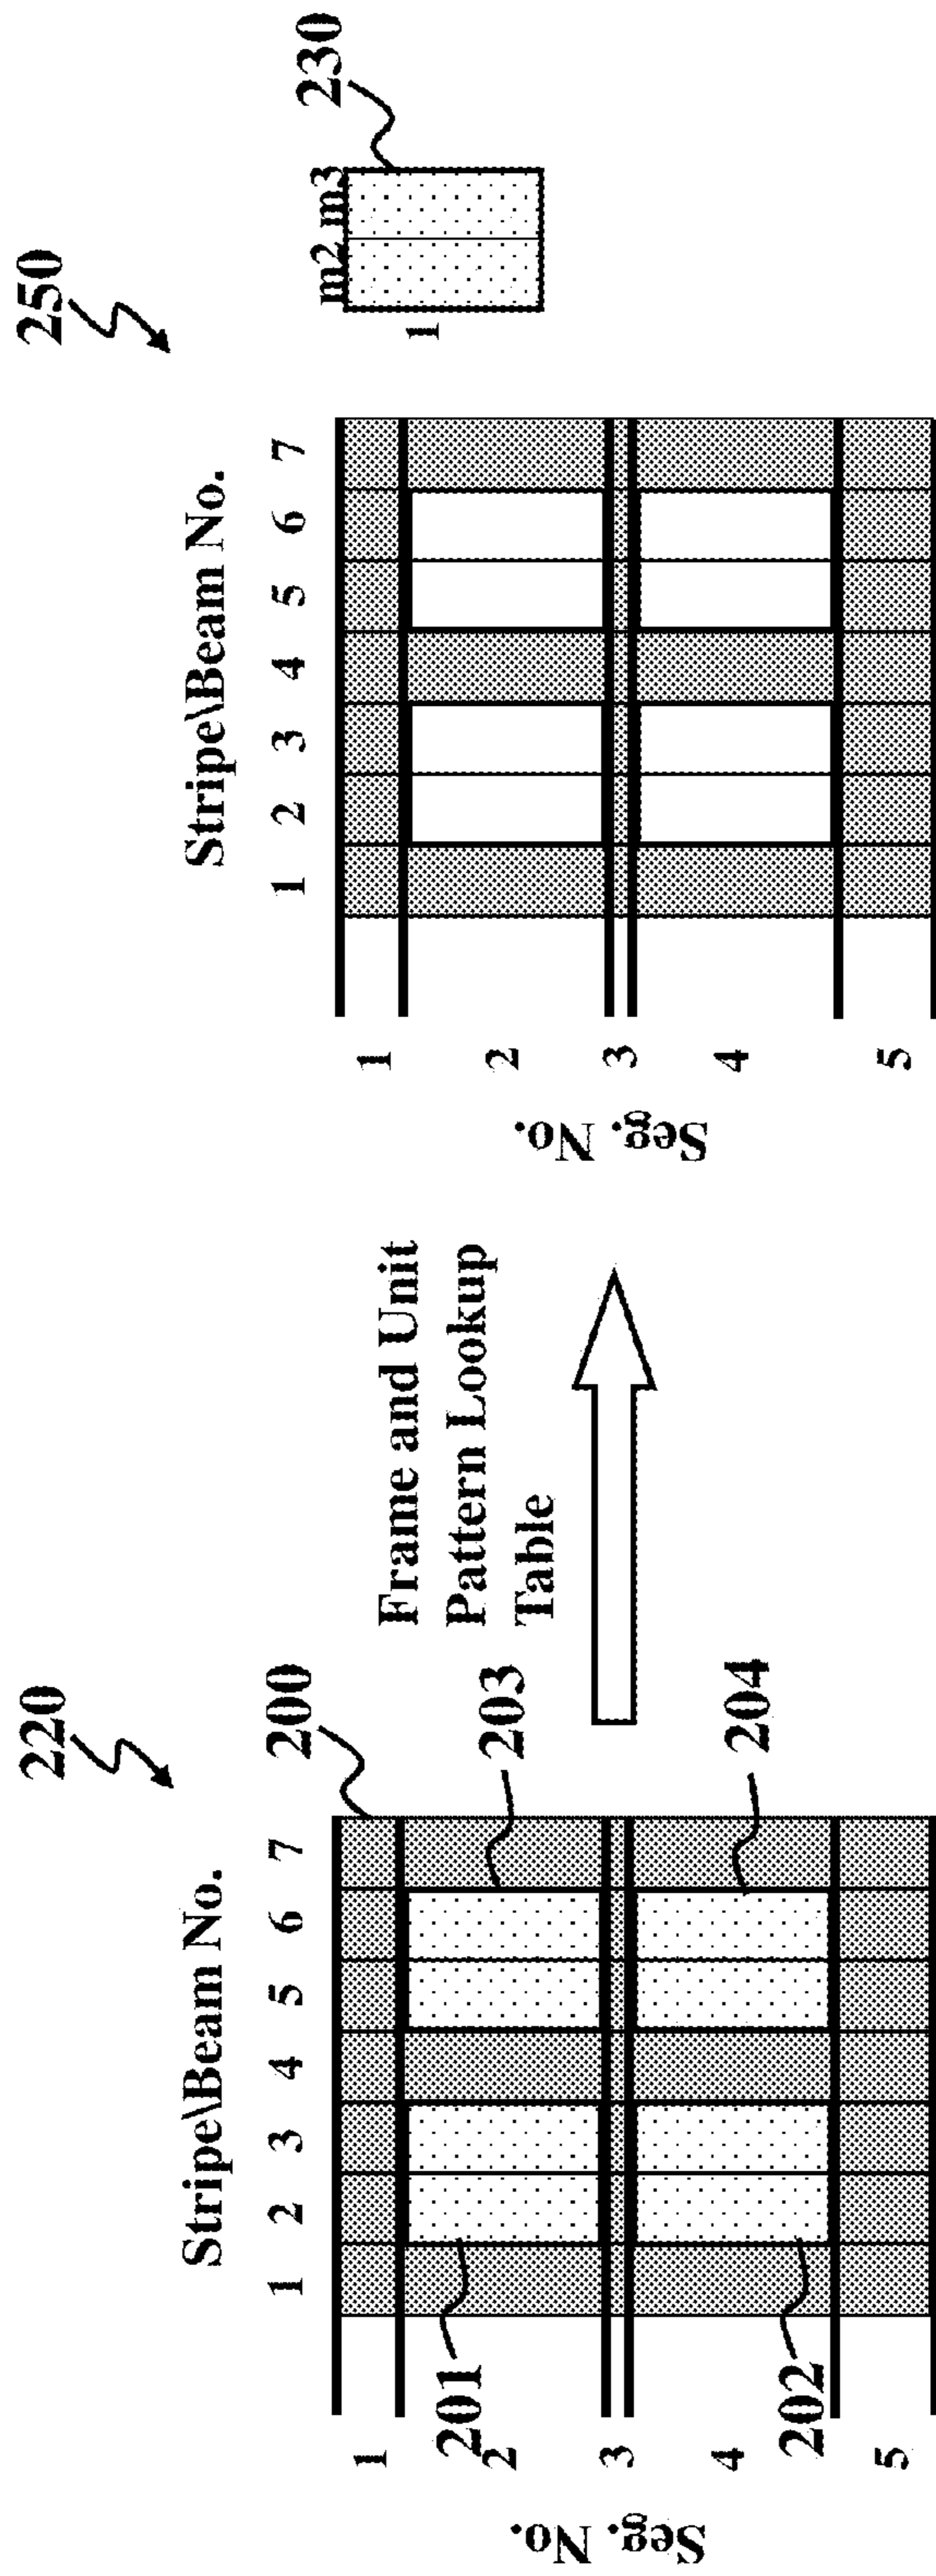 220
Stripe\Beam No.
1 2 3 4 5 6 7
200
Seg. No.
1
2
3
4
5
201
202
203
204
Frame and Unit
Pattern Lookup
Table
250
Stripe\Beam No.
1 2 3 4 5 6 7
Seg. No.
1
2
3
4
5
m2 m3
1
230